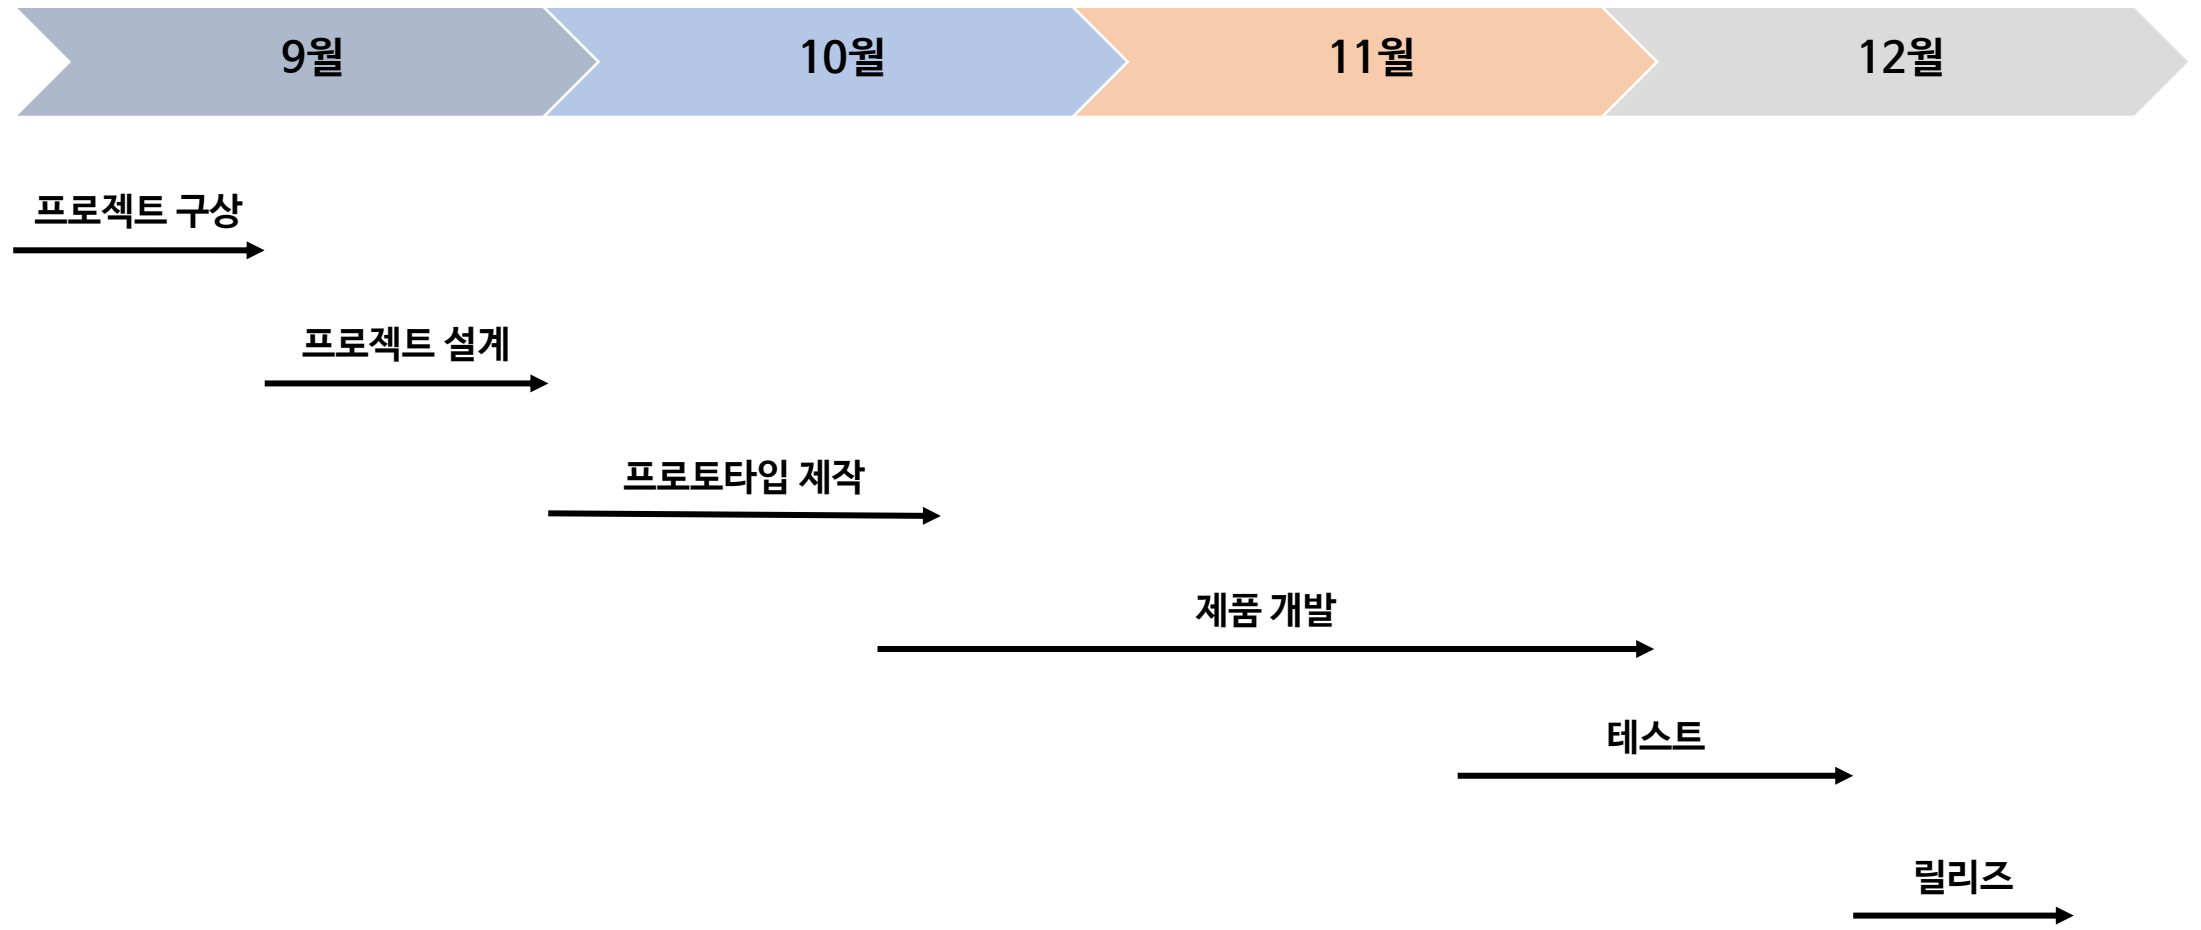 9월
10월
11월
12월
프로젝트 구상
프로젝트 설계
프로토타입 제작
제품 개발
테스트
릴리즈